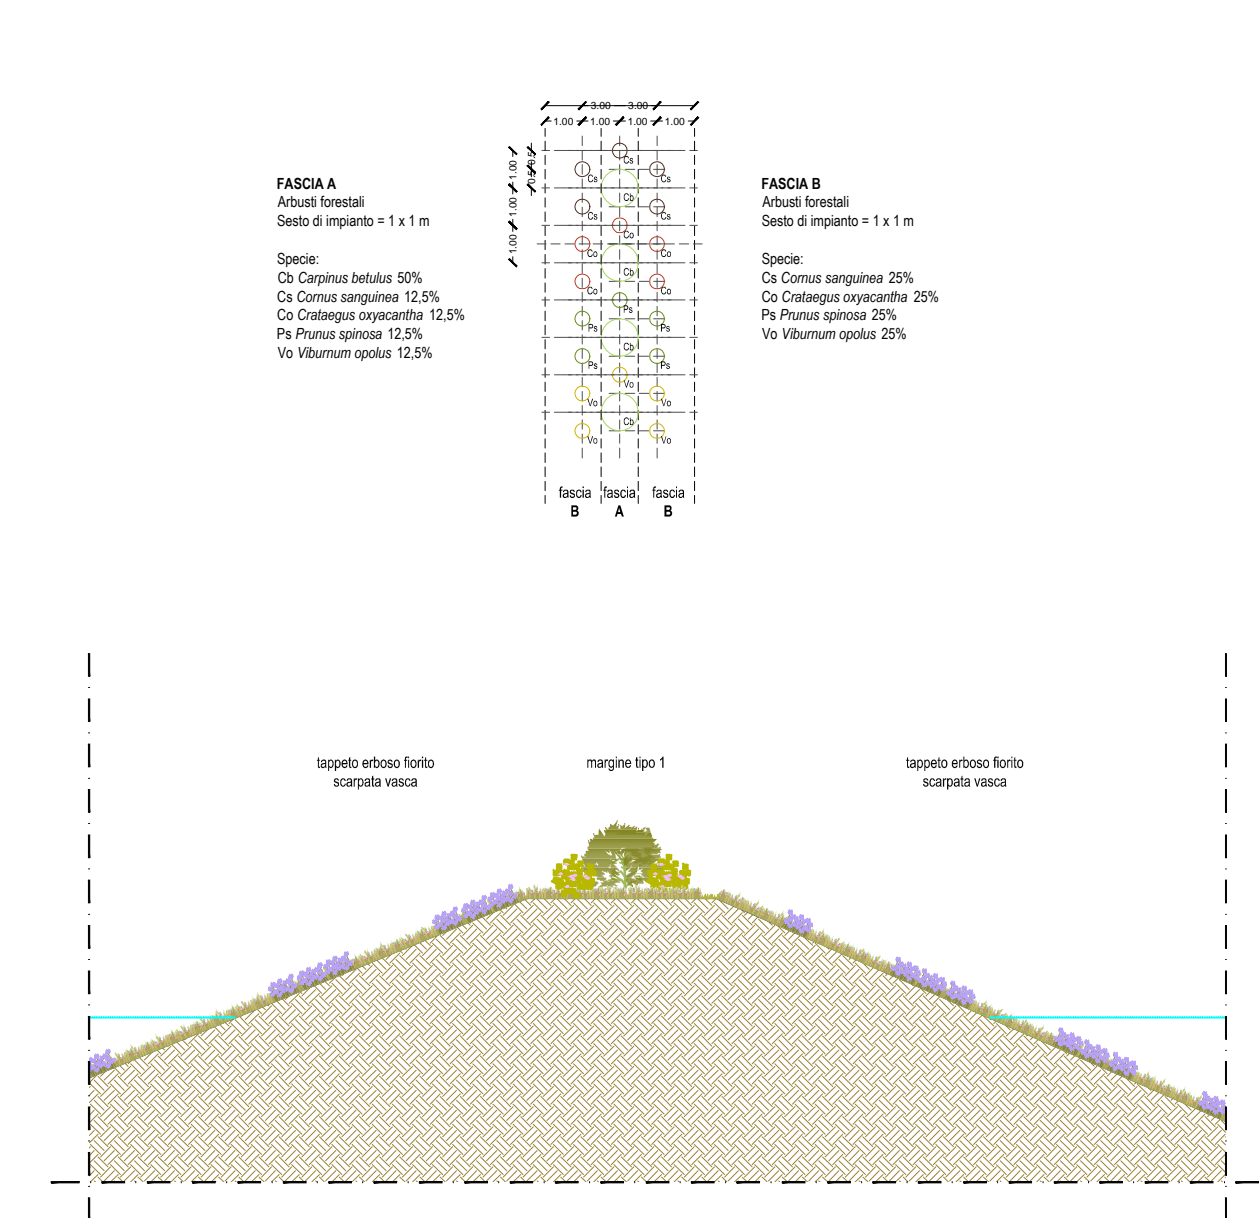 3.00 3.00
1.00 1.00 1.00 1.00
1.00 0.5 0.5
1.00
1.00
FASCIA A
Arbusti forestali
Sesto di impianto = 1 x 1 m
Specie:
Cb Carpinus betulus 50%
Cs Cornus sanguinea 12,5%
Co Crataegus oxyacantha 12,5%
Ps Prunus spinosa 12,5%
Vo Viburnum opolus 12,5%
Cs
Cs Cs
Cb
Cs Cs
Co
Co Co
Cb
Co Co
Ps
Ps Ps
Cb
Ps Ps
Vo
Vo Vo
Cb
Vo Vo
fascia fascia fascia
B A B
FASCIA B
Arbusti forestali
Sesto di impianto = 1 x 1 m
Specie:
Cs Cornus sanguinea 25%
Co Crataegus oxyacantha 25%
Ps Prunus spinosa 25%
Vo Viburnum opolus 25%
tappeto erboso fiorito
scarpata vasca
margine tipo 1
tappeto erboso fiorito
scarpata vasca